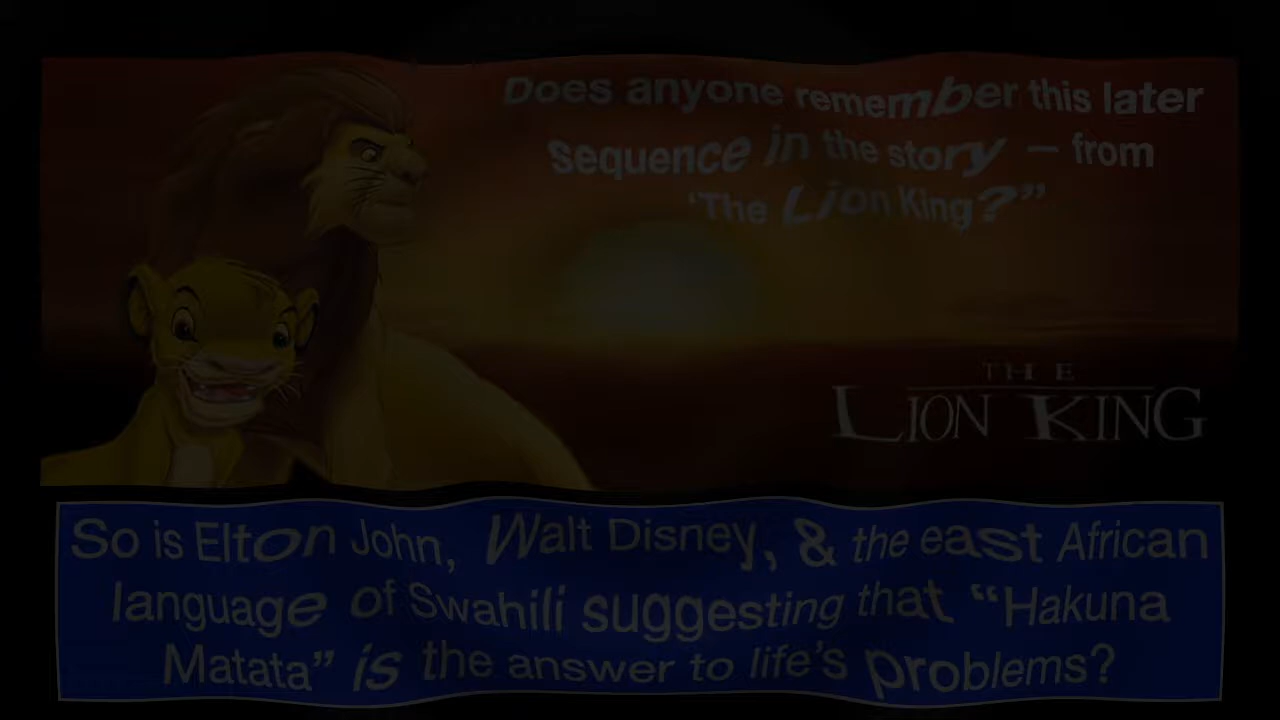 Does anyone remember this later
sequence in the story – from
'The Lion King?”
THE
LION KING
So is Elton John, Walt Disney, & the east African
language of Swahili suggesting that “Hakuna
Matata” is the answer to life's problems?